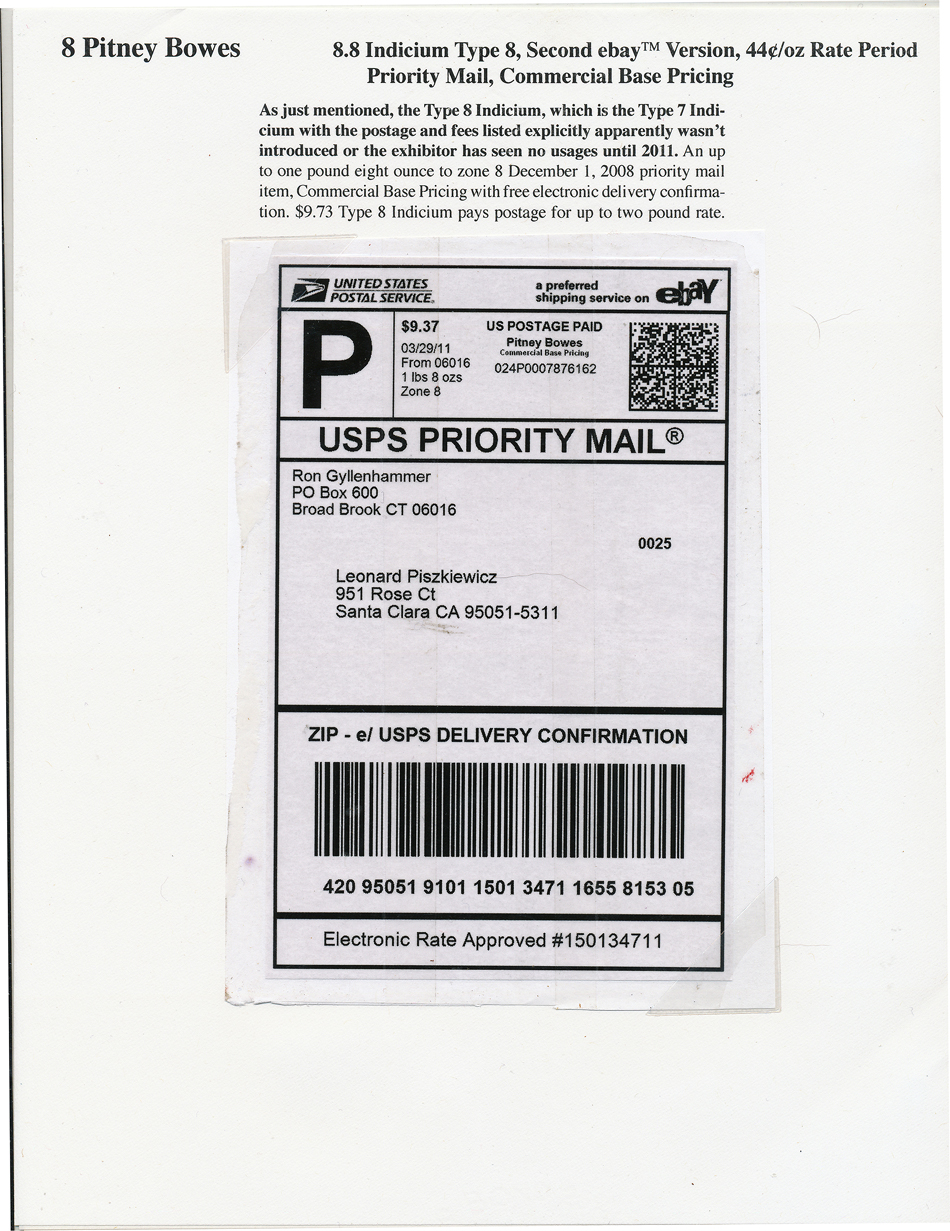 8 Pitney Bowes
8.8 Indicium Type 8, Second ebay™ Version, 44¢/oz Rate Period
Priority Mail, Commercial Base Pricing
As just mentioned, the Type 8 Indicium, which is the Type 7 Indi-
cium with the postage and fees listed explicitly apparently wasn't
introduced or the exhibitor has seen no usages until 2011. An up
to one pound eight ounce to zone 8 December 1, 2008 priority mail
item, Commercial Base Pricing with free electronic delivery confirma-
tion. $9.73 Type 8 Indicium pays postage for up to two pound rate.
UNITED STATES
POSTAL SERVICE®
a preferred
shipping service on ebay
P
$9.37
03/29/11
From 06016
1 lbs 8 ozs
Zone 8
US POSTAGE PAID
Pitney Bowes
Commercial Base Pricing
024P0007876162
USPS PRIORITY MAIL®
Ron Gyllenhammer
PO Box 600
Broad Brook CT 06016
0025
Leonard Piszkiewicz
951 Rose Ct
Santa Clara CA 95051-5311
ZIP - e/ USPS DELIVERY CONFIRMATION
420 95051 9101 1501 3471 1655 8153 05
Electronic Rate Approved #150134711